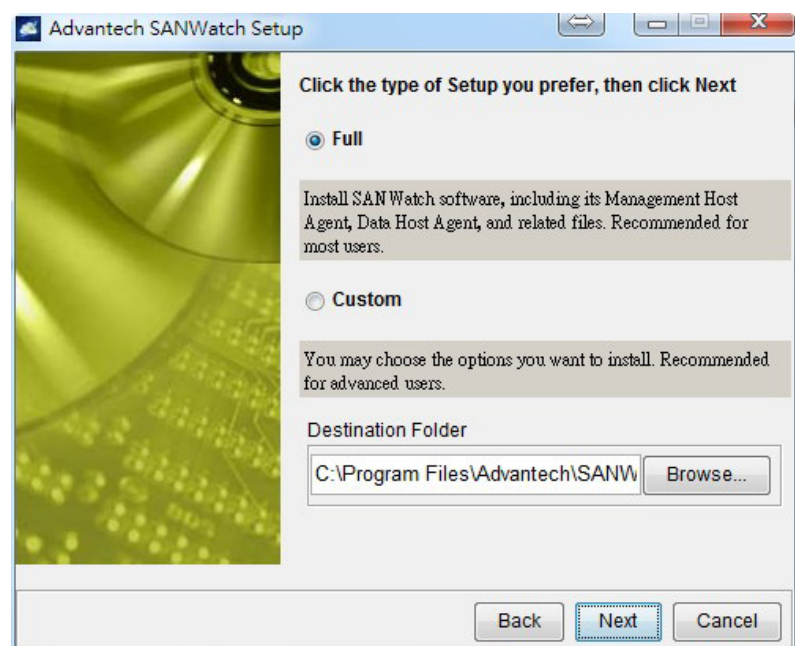 Advantech SANWatch Setup
Click the type of Setup you prefer, then click Next
Full
Install SANWatch software, including its Management Host
Agent, Data Host Agent, and related files. Recommended for
most users.
Custom
You may choose the options you want to install. Recommended
for advanced users.
Destination Folder
C:\Program Files\Advantech\SANW
Browse...
Back
Next
Cancel